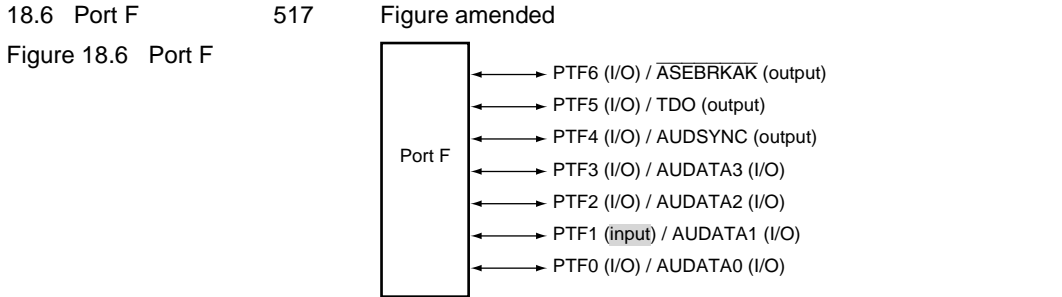 18.6 Port F 517 Figure amended
Figure 18.6 Port F
PTF6 (I/O) / ASEBRKAK (output)
PTF5 (I/O) / TDO (output)
PTF4 (I/O) / AUDSYNC (output)
Port F
PTF3 (I/O) / AUDATA3 (I/O)
PTF2 (I/O) / AUDATA2 (I/O)
PTF1 (input) / AUDATA1 (I/O)
PTF0 (I/O) / AUDATA0 (I/O)